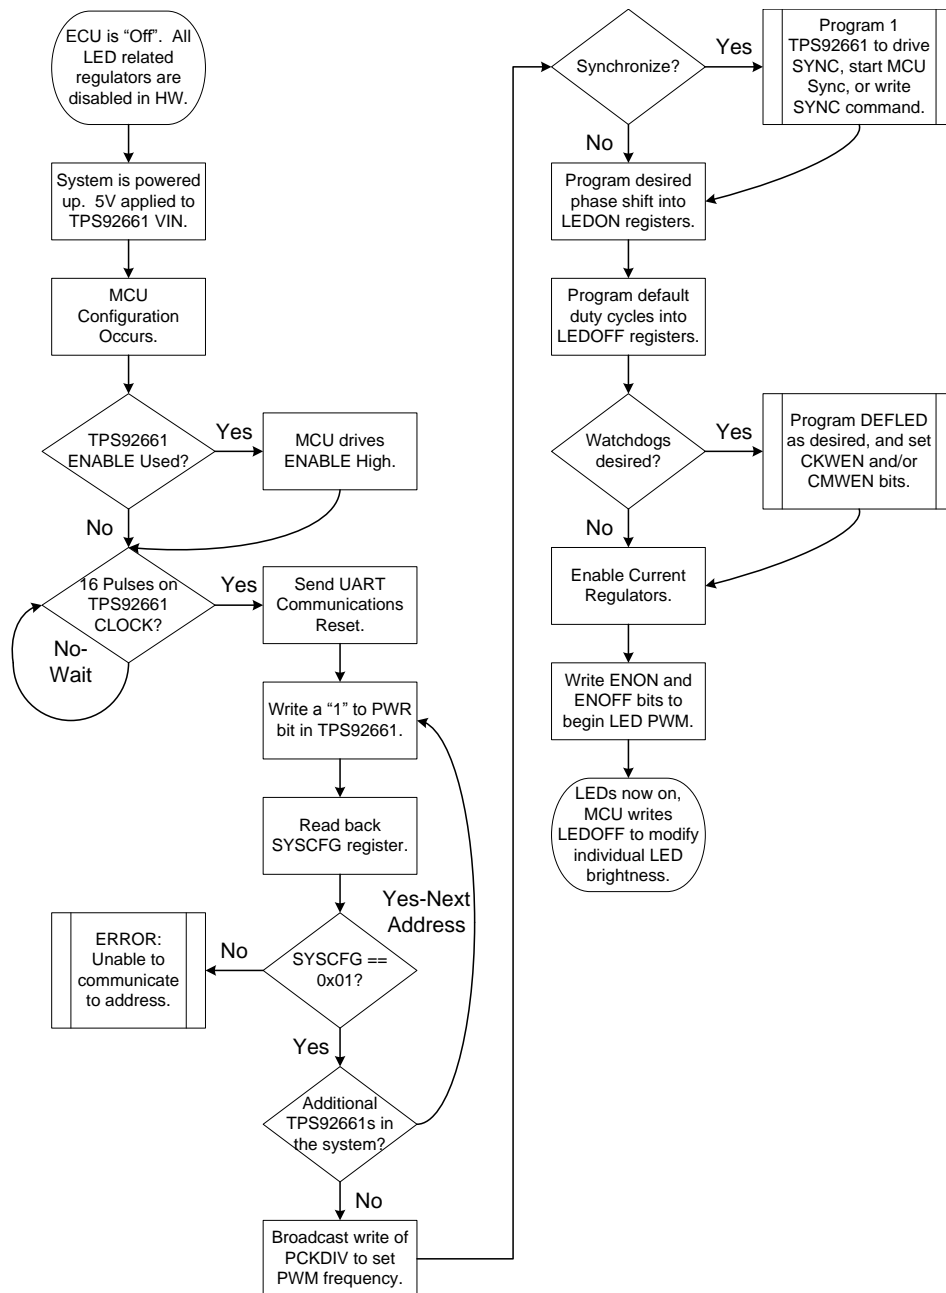 ECU is “Off”.  All
LED related
regulators are
disabled in HW.
System is powered
up.  5V applied to
TPS92661 VIN.
MCU
Configuration
Occurs.
TPS92661
ENABLE Used?
Yes
MCU drives
ENABLE High.
No
16 Pulses on
TPS92661
CLOCK?
Yes
No-
Wait
Send UART
Communications
Reset.
Write a “1” to PWR
bit in TPS92661.
Read back
SYSCFG register.
Yes-Next
Address
SYSCFG ==
0x01?
No
ERROR:
Unable to
communicate
to address.
Yes
Additional
TPS92661s in
the system?
No
Broadcast write of
PCKDIV to set
PWM frequency.
Synchronize?
Yes
Program 1
TPS92661 to drive
SYNC, start MCU
Sync, or write
SYNC command.
No
Program desired
phase shift into
LEDON registers.
Program default
duty cycles into
LEDOFF registers.
Watchdogs
desired?
Yes
Program DEFLED
as desired, and set
CKWEN and/or
CMWEN bits.
No
Enable Current
Regulators.
Write ENON and
ENOFF bits to
begin LED PWM.
LEDs now on,
MCU writes
LEDOFF to modify
individual LED
brightness.